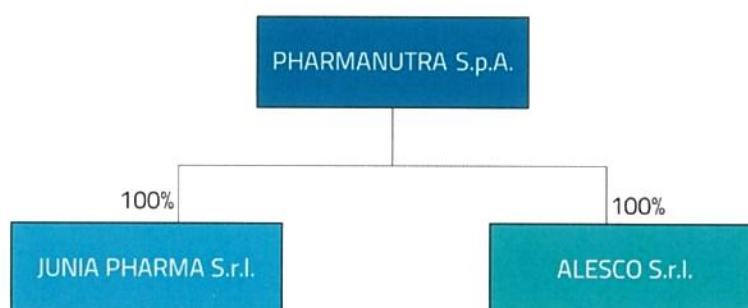 PHARMANUTRA S.p.A.
100%
100%
JUNIA PHARMA S.r.l.
ALESCO S.r.l.